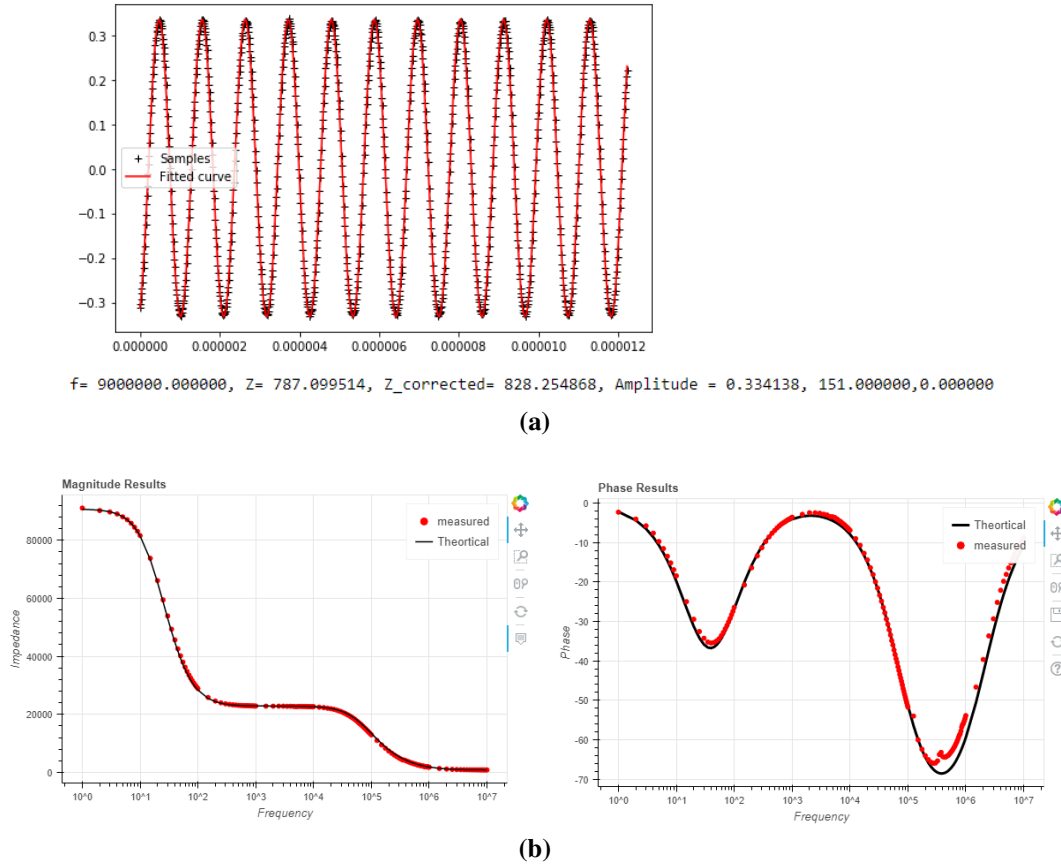 0.3
0.2
0.1
0.0
−0.1
−0.2
−0.3
Samples
Fitted curve
0.000000 0.000002 0.000004 0.000006 0.000008 0.000010 0.000012
f= 9000000.000000, Z= 787.099514, Z_corrected= 828.254868, Amplitude = 0.334138, 151.000000,0.000000
(a)
Magnitude Results
measured
Theortical
80000
60000
40000
20000
0
Impedance
10^0 10^1 10^2 10^3 10^4 10^5 10^6 10^7
Frequency
Phase Results
Theortical
measured
0
-10
-20
-30
-40
-50
-60
-70
Phase
10^0 10^1 10^2 10^3 10^4 10^5 10^6 10^7
Frequency
(b)